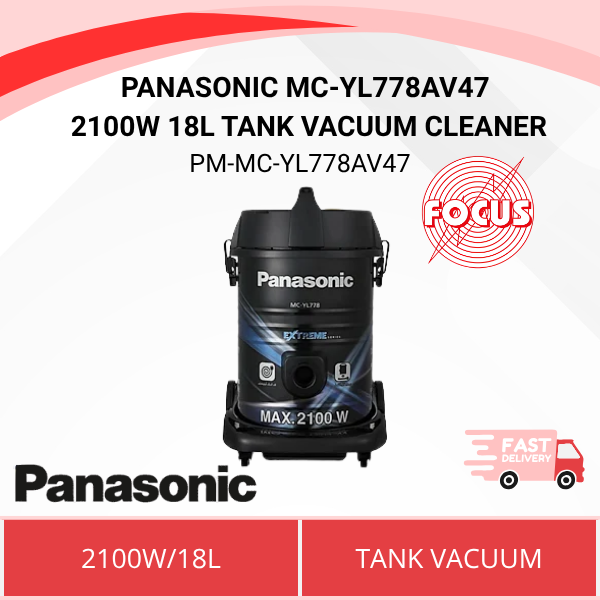 PANASONIC MC-YL778AV47
2100W 18L TANK VACUUM CLEANER
PM-MC-YL778AV47
FOCUS
Panasonic
MC-YL778
EXTREME SERIES
MAX. 2100 W
FAST
DELIVERY
Panasonic
2100W/18L
TANK VACUUM